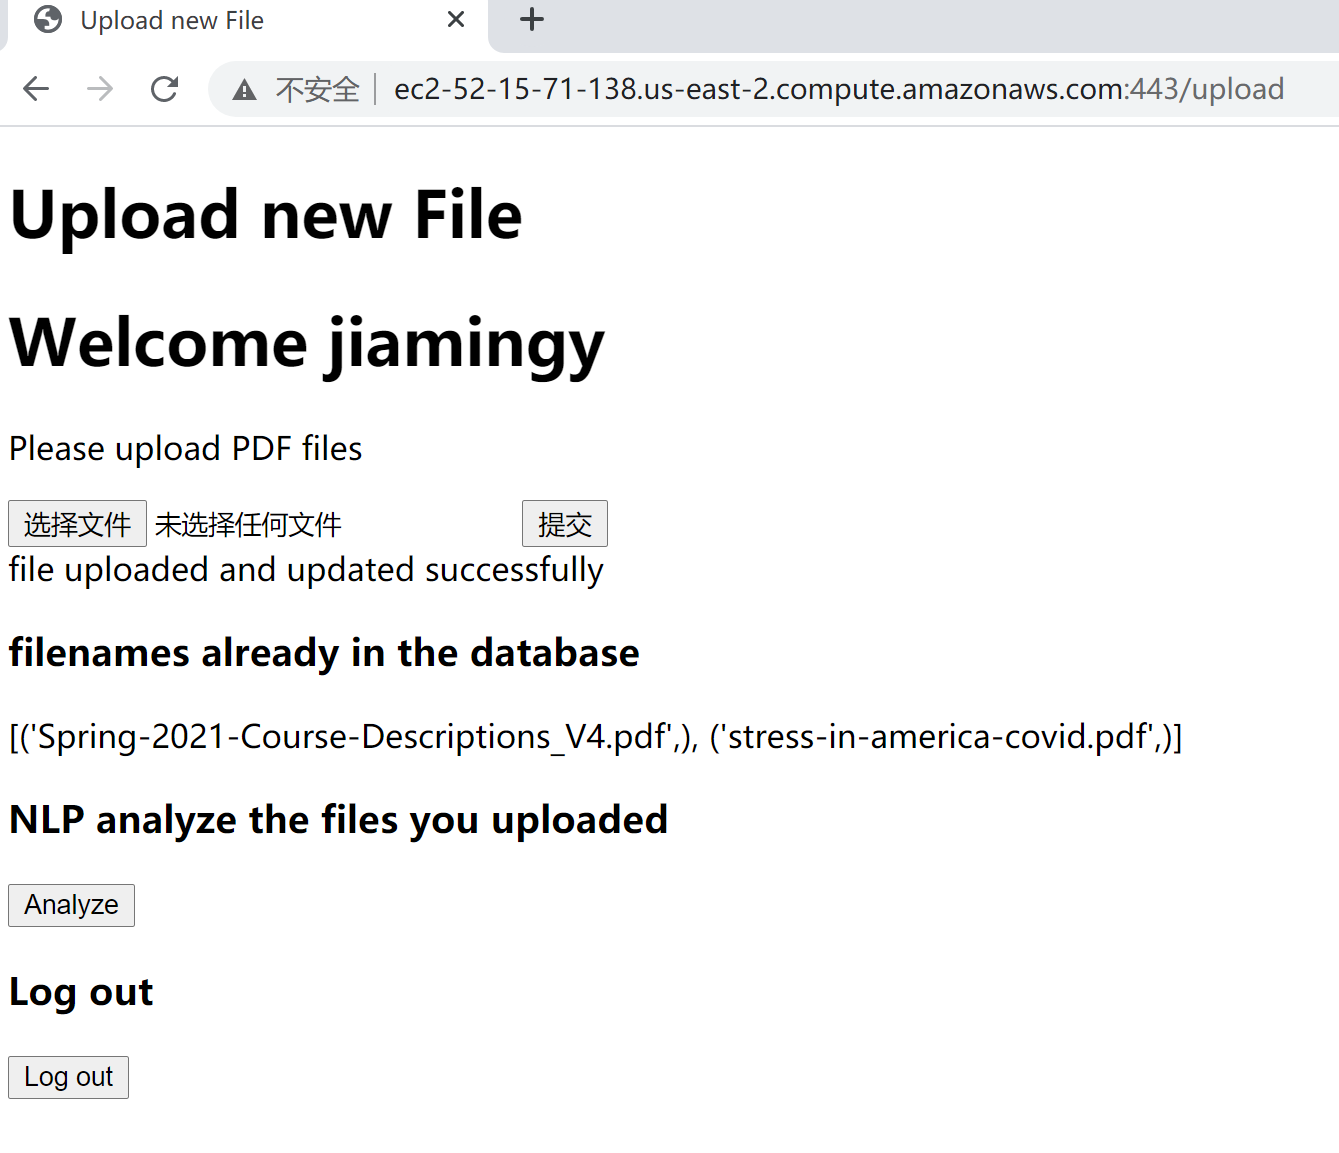 Upload new File
不安全 ec2-52-15-71-138.us-east-2.compute.amazonaws.com:443/upload
Upload new File
Welcome jiamingy
Please upload PDF files
选择文件 未选择任何文件 提交
file uploaded and updated successfully
filenames already in the database
[('Spring-2021-Course-Descriptions_V4.pdf',), ('stress-in-america-covid.pdf',)]
NLP analyze the files you uploaded
Analyze
Log out
Log out